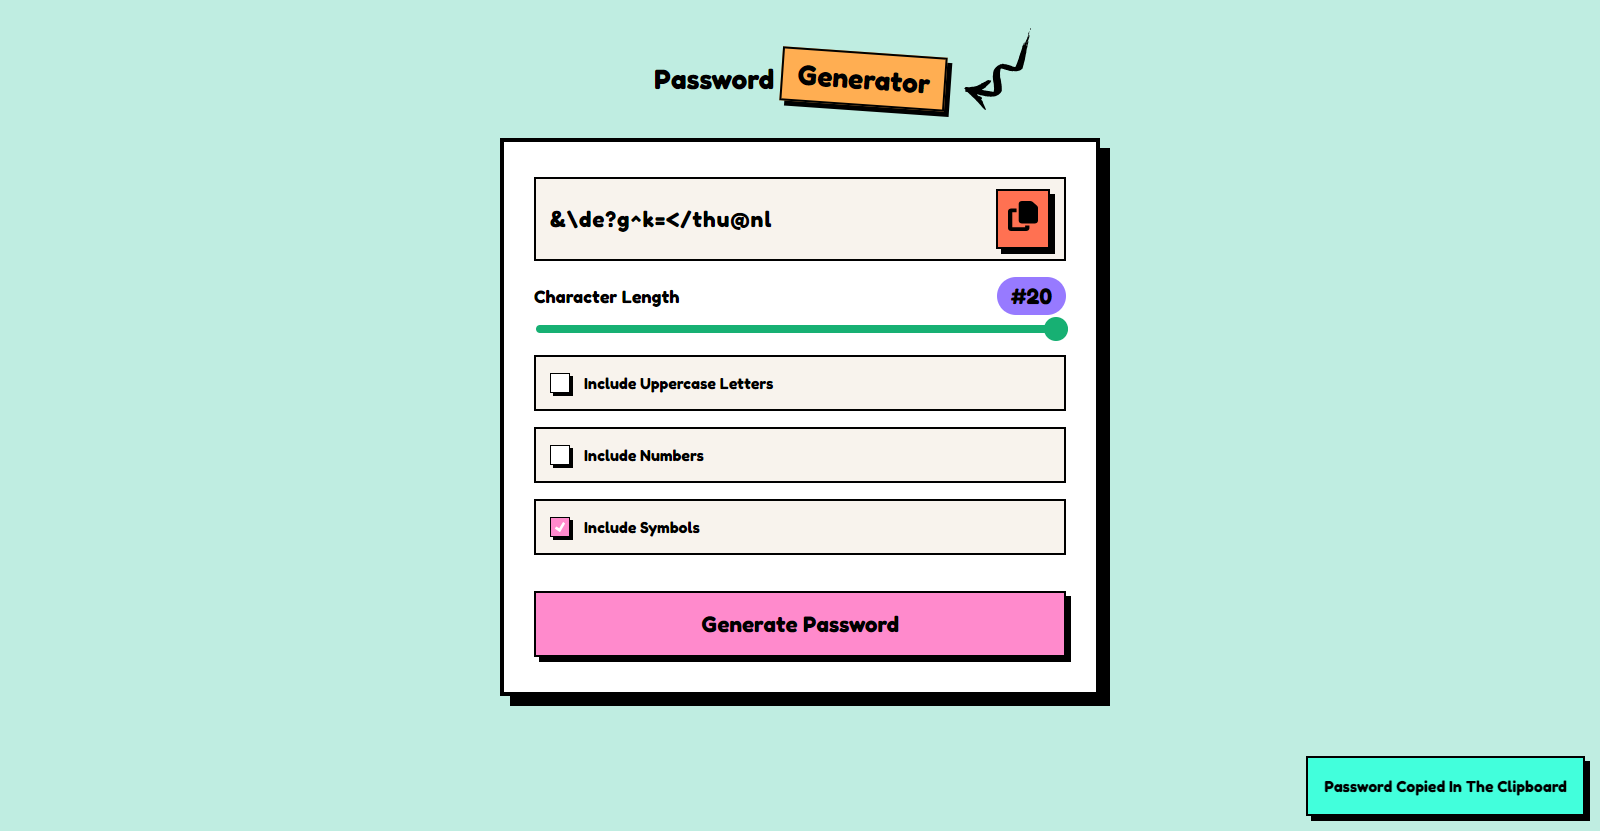 Password Generator
&\de?g^k=</thu@nl
Character Length
#20
Include Uppercase Letters
Include Numbers
Include Symbols
Generate Password
Password Copied In The Clipboard